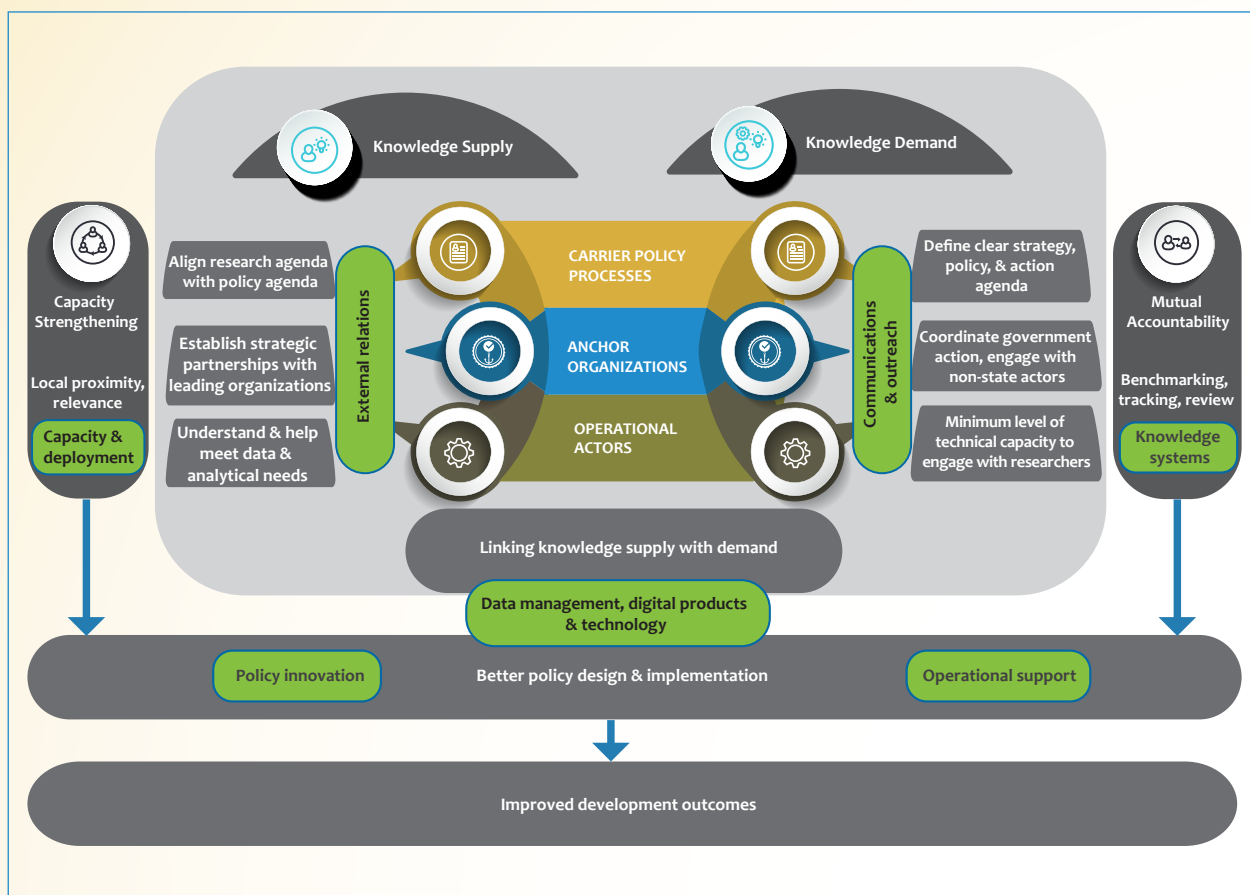 Knowledge Supply
Knowledge Demand
Capacity
Strengthening
Local proximity,
relevance
Capacity &
deployment
Align research agenda
with policy agenda
Establish strategic
partnerships with
leading organizations
Understand & help
meet data &
analytical needs
External relations
CARRIER POLICY
PROCESSES
ANCHOR
ORGANIZATIONS
OPERATIONAL
ACTORS
Communications
& outreach
Define clear strategy,
policy, & action
agenda
Coordinate government
action, engage with
non-state actors
Minimum level of
technical capacity to
engage with researchers
Mutual
Accountability
Benchmarking,
tracking, review
Knowledge
systems
Linking knowledge supply with demand
Data management, digital products
& technology
Policy innovation
Better policy design & implementation
Operational support
Improved development outcomes